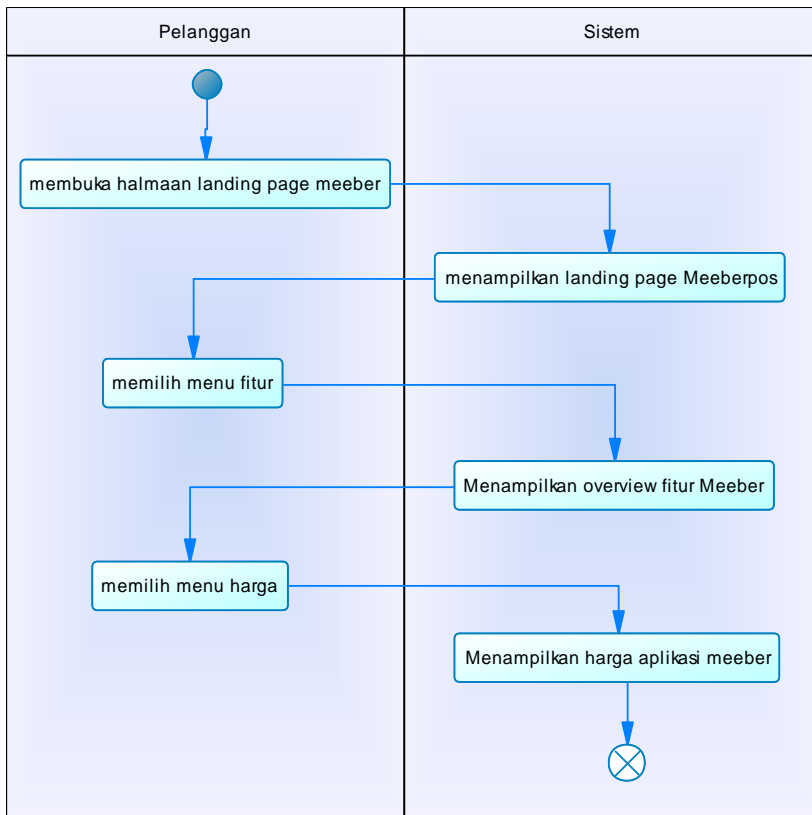 Pelanggan
Sistem
membuka halmaan landing page meeber
menampilkan landing page Meeberpos
memilih menu fitur
Menampilkan overview fitur Meeber
memilih menu harga
Menampilkan harga aplikasi meeber